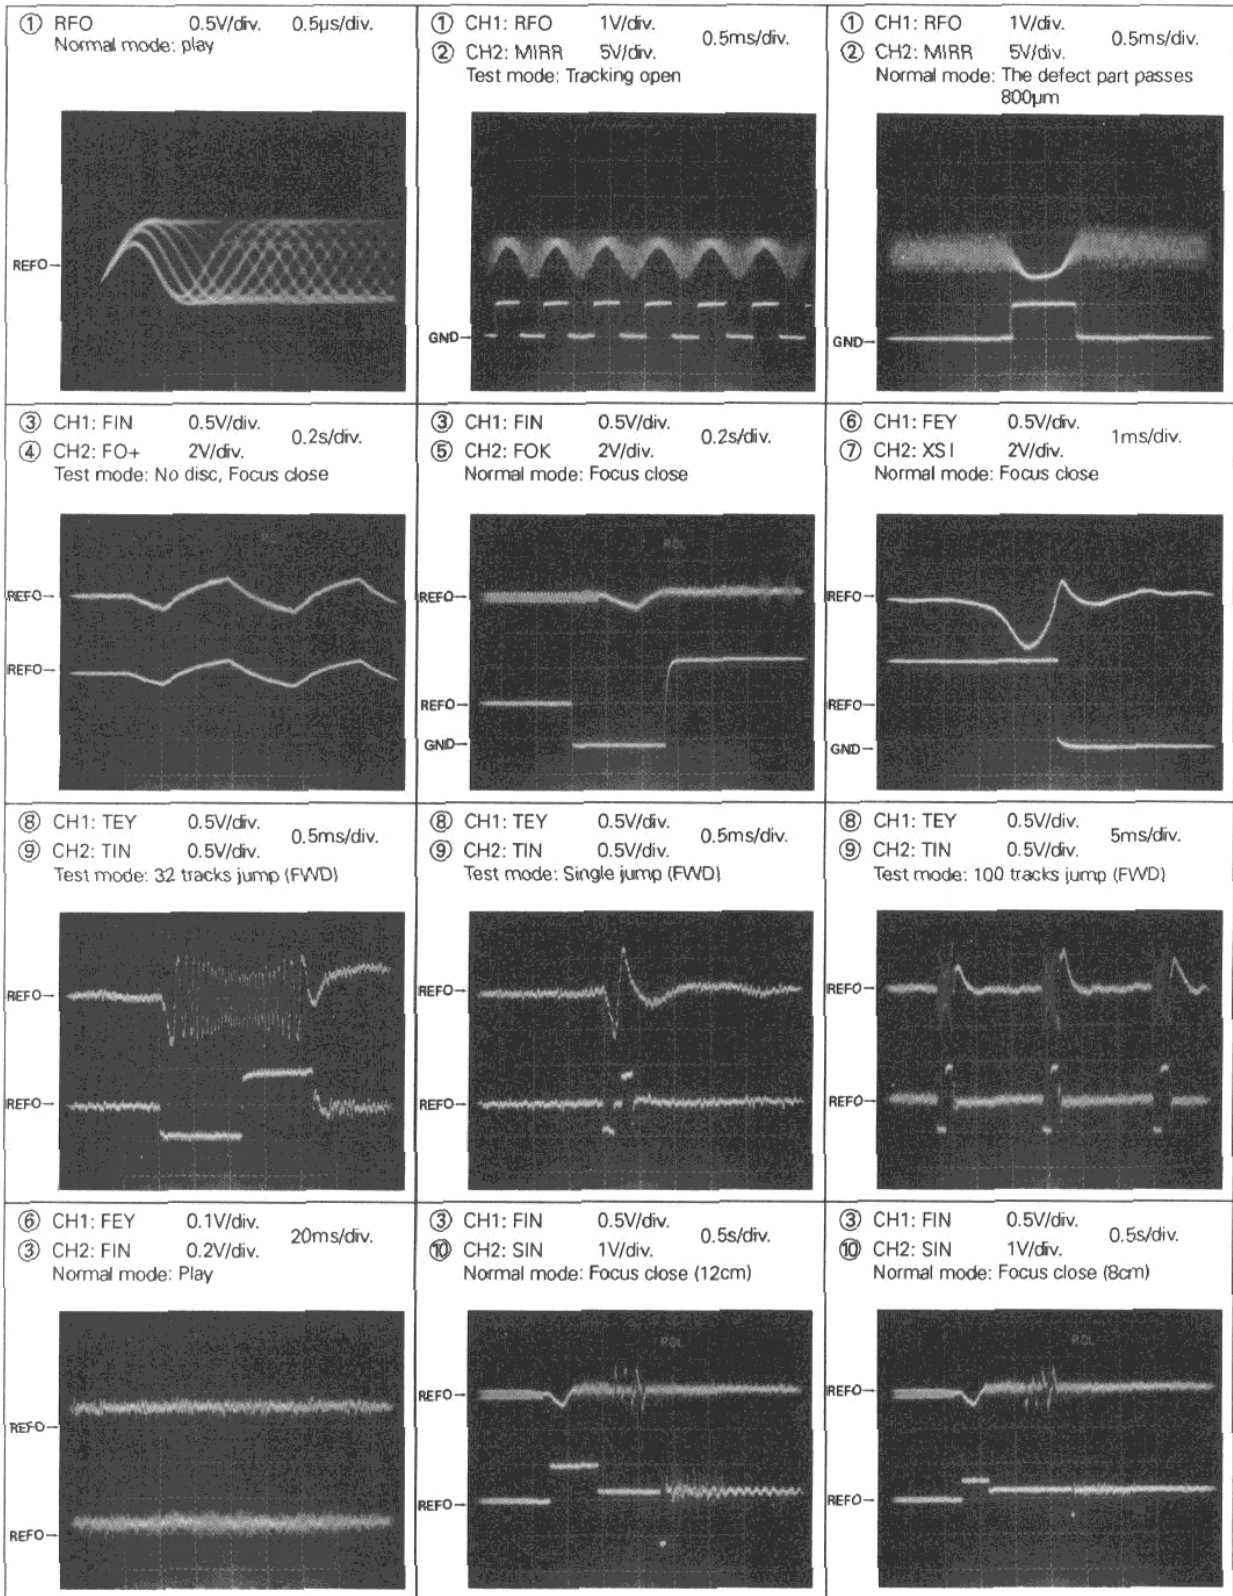 ① RFO 0.5V/div. 0.5µs/div.
Normal mode: play
REFO→
① CH1: RFO 1V/div. 0.5ms/div.
② CH2: MIRR 5V/div.
Test mode: Tracking open
GND→
① CH1: RFO 1V/div. 0.5ms/div.
② CH2: MIRR 5V/div.
Normal mode: The defect part passes
800µm
GND→
③ CH1: FIN 0.5V/div. 0.2s/div.
④ CH2: FO+ 2V/div.
Test mode: No disc, Focus close
REFO→
REFO→
③ CH1: FIN 0.5V/div. 0.2s/div.
⑤ CH2: FOK 2V/div.
Normal mode: Focus close
ROL
REFO→
REFO→
GND→
⑥ CH1: FEY 0.5V/div. 1ms/div.
⑦ CH2: XSI 2V/div.
Normal mode: Focus close
REFO→
REFO→
GND→
⑧ CH1: TEY 0.5V/div. 0.5ms/div.
⑨ CH2: TIN 0.5V/div.
Test mode: 32 tracks jump (FWD)
REFO→
REFO→
⑧ CH1: TEY 0.5V/div. 0.5ms/div.
⑨ CH2: TIN 0.5V/div.
Test mode: Single jump (FWD)
REFO→
REFO→
⑧ CH1: TEY 0.5V/div. 5ms/div.
⑨ CH2: TIN 0.5V/div.
Test mode: 100 tracks jump (FWD)
REFO→
REFO→
⑥ CH1: FEY 0.1V/div. 20ms/div.
③ CH2: FIN 0.2V/div.
Normal mode: Play
REFO→
REFO→
③ CH1: FIN 0.5V/div. 0.5s/div.
⑩ CH2: SIN 1V/div.
Normal mode: Focus close (12cm)
ROL
REFO→
REFO→
③ CH1: FIN 0.5V/div. 0.5s/div.
⑩ CH2: SIN 1V/div.
Normal mode: Focus close (8cm)
ROL
REFO→
REFO→